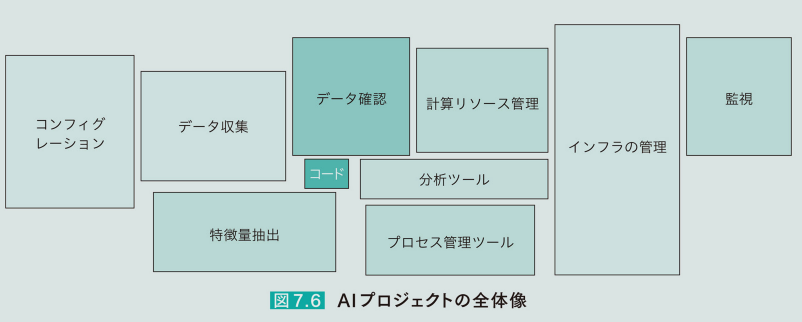 コンフィグ
レーション
データ収集
データ確認
コード
特徴量抽出
計算リソース管理
分析ツール
プロセス管理ツール
インフラの管理
監視
図7.6 AIプロジェクトの全体像